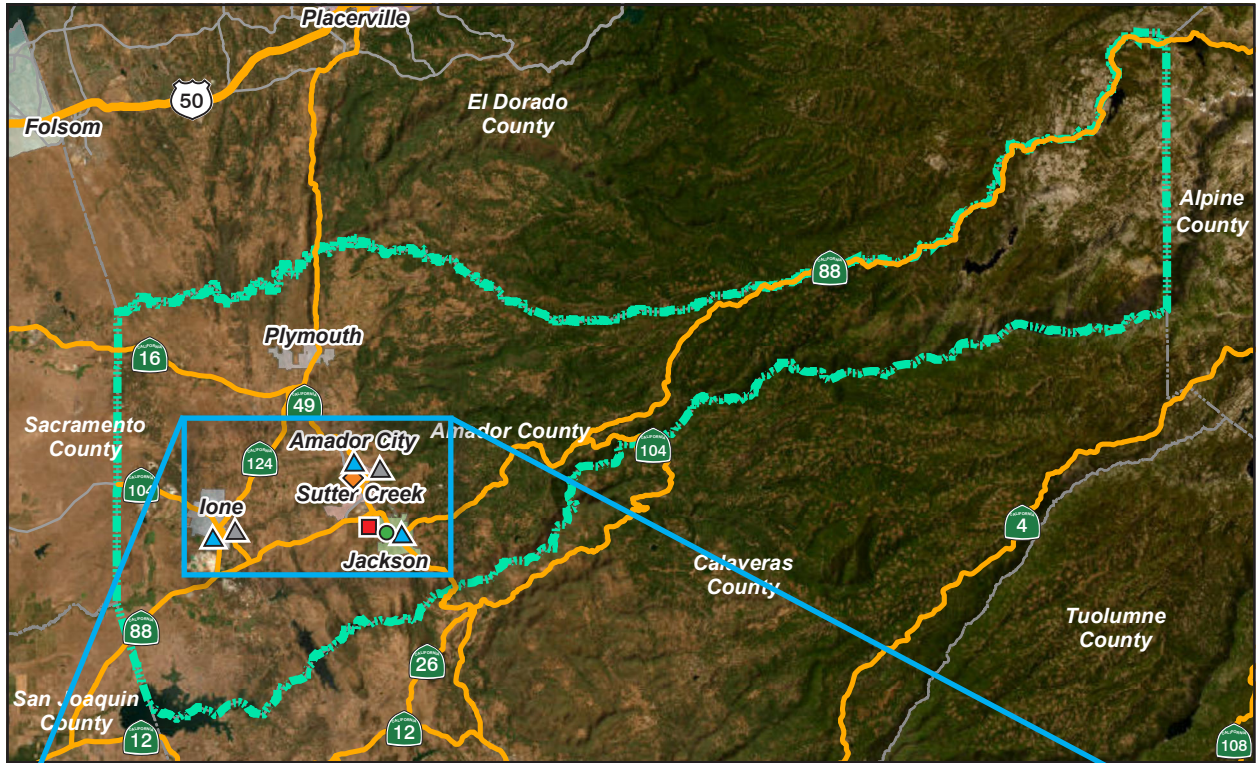 Placerville
50
El Dorado
County
Folsom
Alpine
County
88
Plymouth
16
49
Sacramento
County
Amador County
Amador City
124
104
104
Sutter Creek
Ione
4
Jackson
Calaveras
County
88
Tuolumne
County
26
San Joaquin
County
12
12
108